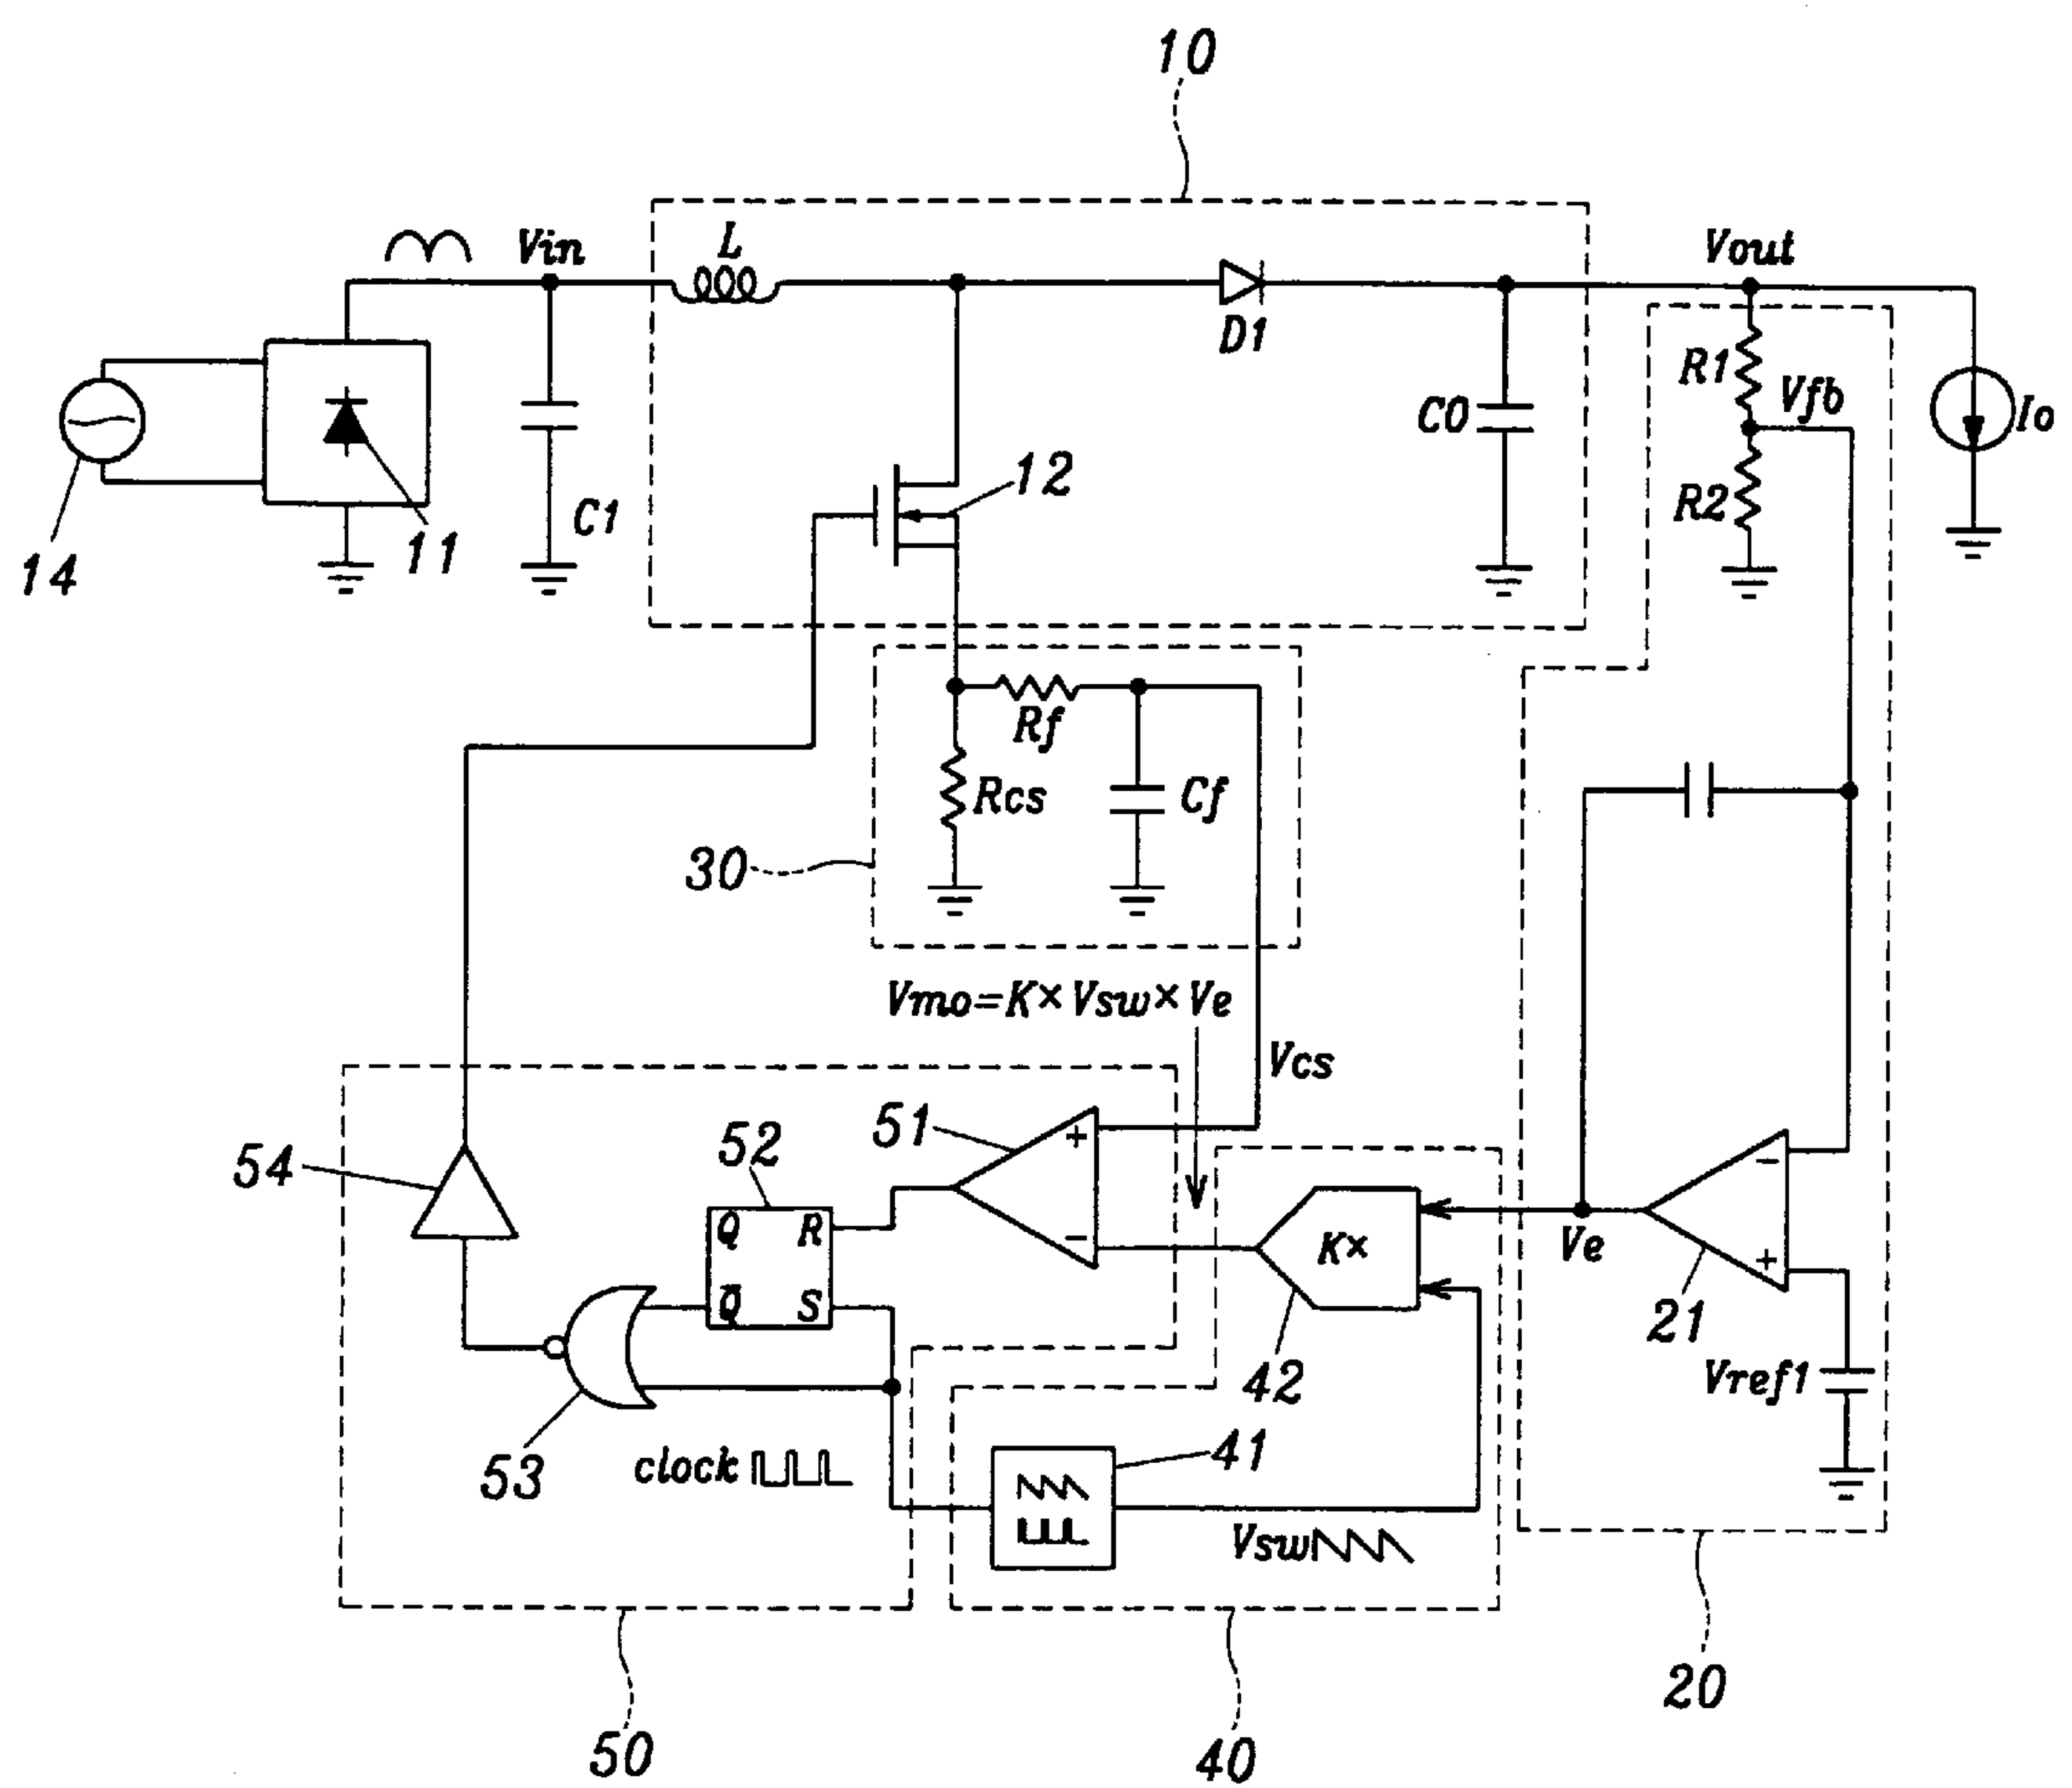 10
Vin
L
Vout
D1
R1
Vfb
C0
Io
12
R2
C1
11
14
Rf
Rcs
Cf
30
Vmo=K×Vsw×Ve
Vcs
51
+
52
54
Q R
−
−
K×
Ve
+
Q̅ S
21
42
Vref1
53
clock
41
Vsw
20
50
40